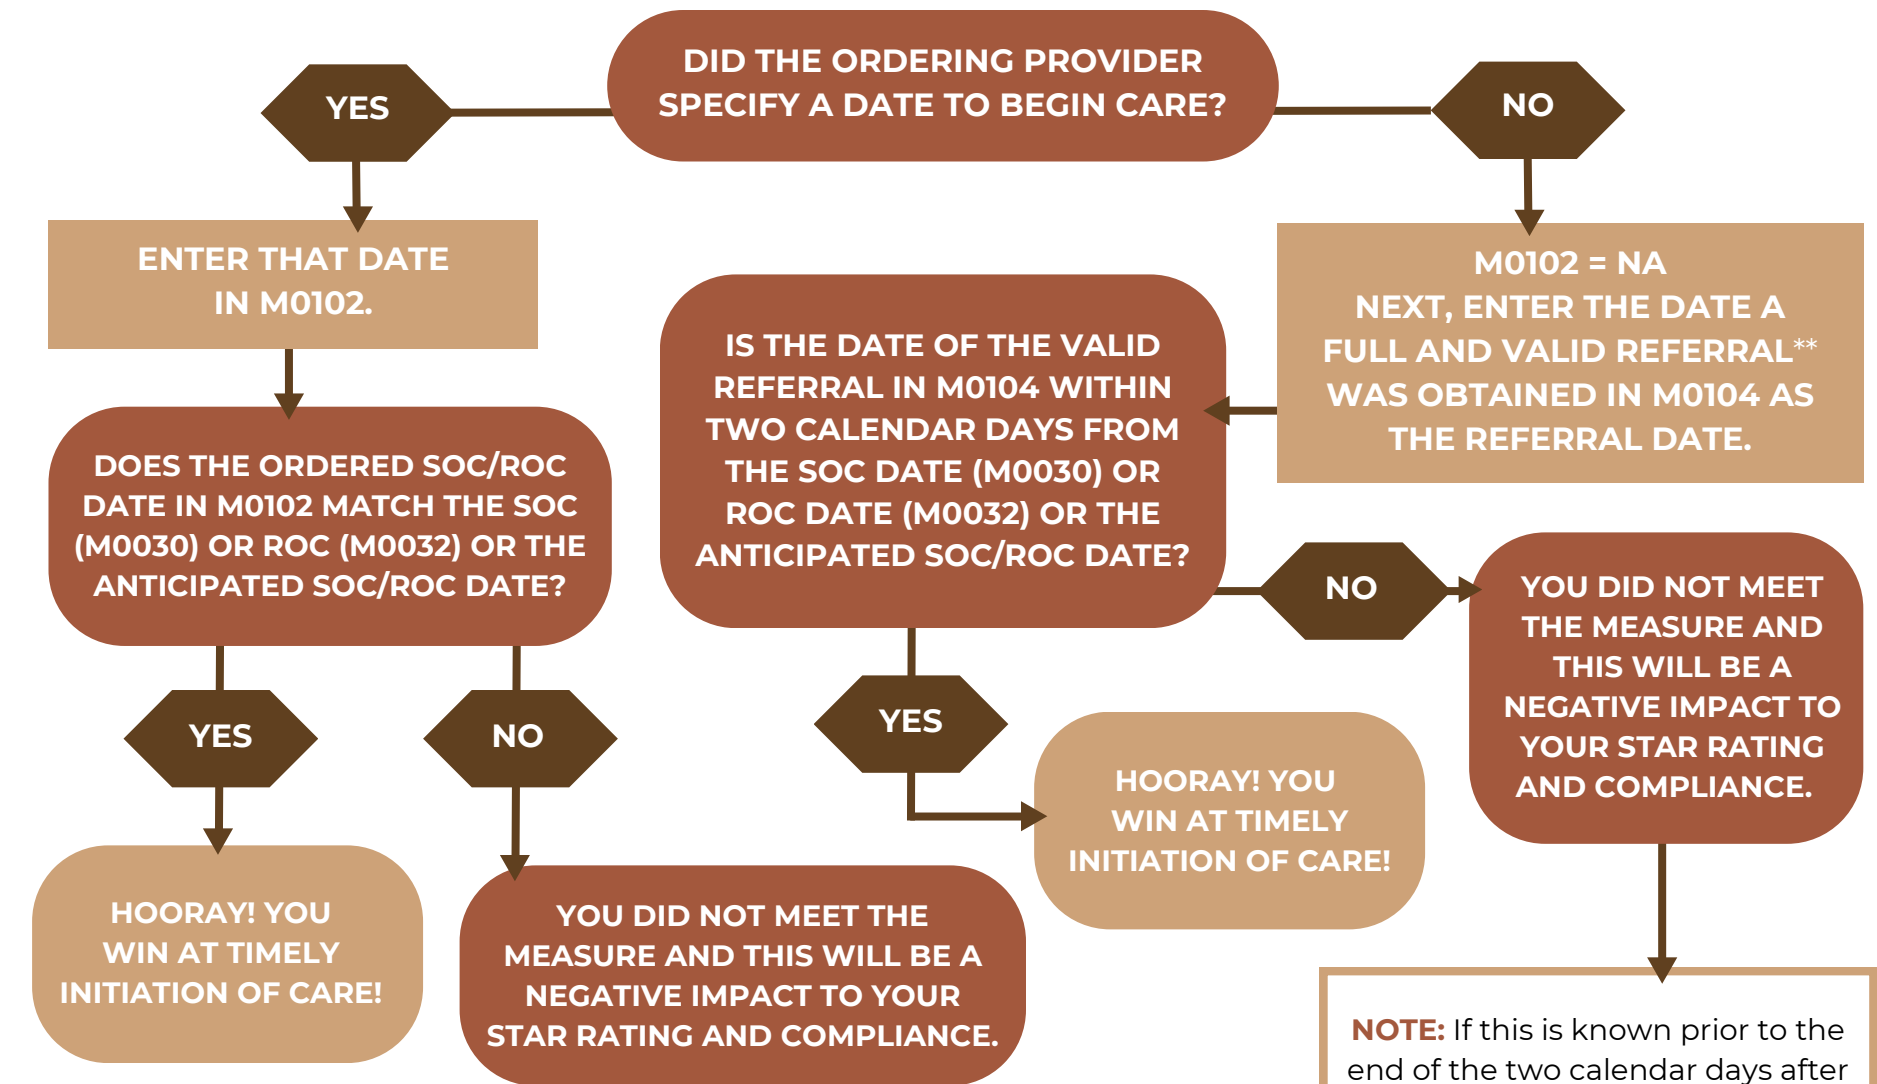 DID THE ORDERING PROVIDER
SPECIFY A DATE TO BEGIN CARE?
YES
NO
ENTER THAT DATE
IN M0102.
M0102 = NA
NEXT, ENTER THE DATE A
FULL AND VALID REFERRAL**
WAS OBTAINED IN M0104 AS
THE REFERRAL DATE.
DOES THE ORDERED SOC/ROC
DATE IN M0102 MATCH THE SOC
(M0030) OR ROC (M0032) OR THE
ANTICIPATED SOC/ROC DATE?
IS THE DATE OF THE VALID
REFERRAL IN M0104 WITHIN
TWO CALENDAR DAYS FROM
THE SOC DATE (M0030) OR
ROC DATE (M0032) OR THE
ANTICIPATED SOC/ROC DATE?
NO
YOU DID NOT MEET
THE MEASURE AND
THIS WILL BE A
NEGATIVE IMPACT TO
YOUR STAR RATING
AND COMPLIANCE.
YES
NO
YES
HOORAY! YOU
WIN AT TIMELY
INITIATION OF CARE!
HOORAY! YOU
WIN AT TIMELY
INITIATION OF CARE!
YOU DID NOT MEET THE
MEASURE AND THIS WILL BE A
NEGATIVE IMPACT TO YOUR
STAR RATING AND COMPLIANCE.
NOTE: If this is known prior to the
end of the two calendar days after